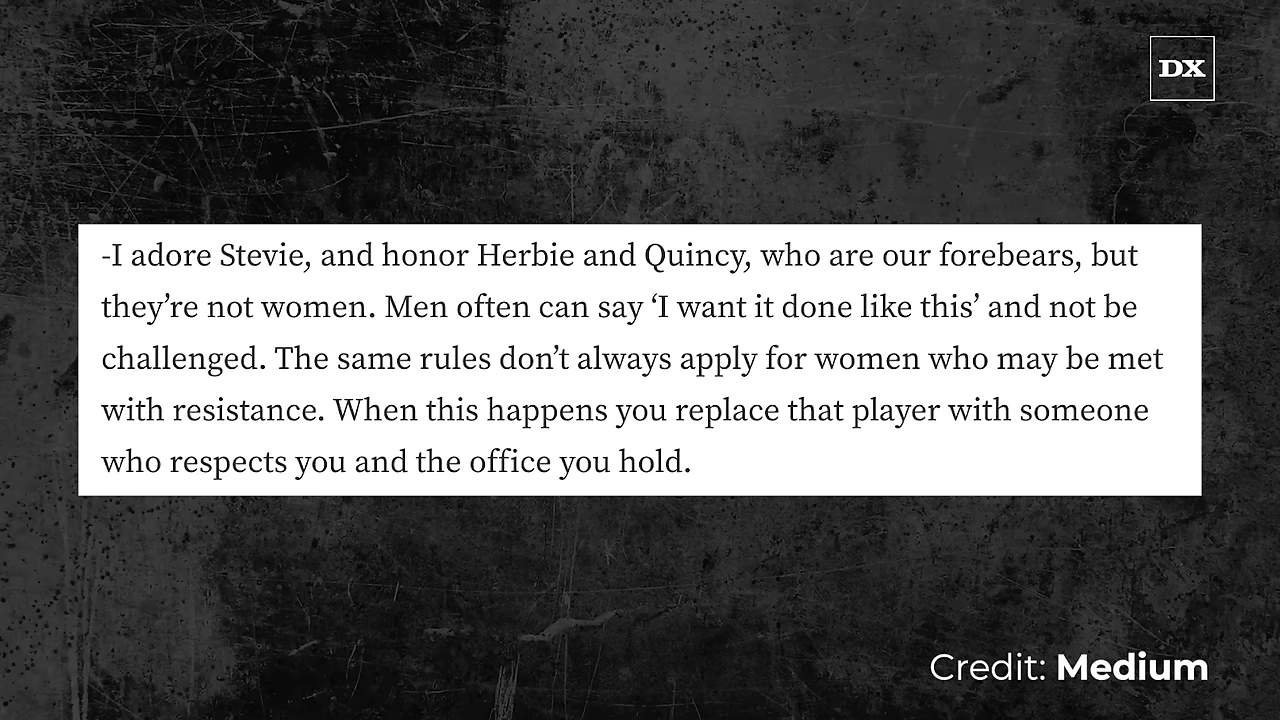 DX
-I adore Stevie, and honor Herbie and Quincy, who are our forebears, but
they’re not women. Men often can say ‘I want it done like this’ and not be
challenged. The same rules don’t always apply for women who may be met
with resistance. When this happens you replace that player with someone
who respects you and the office you hold.
Credit: Medium